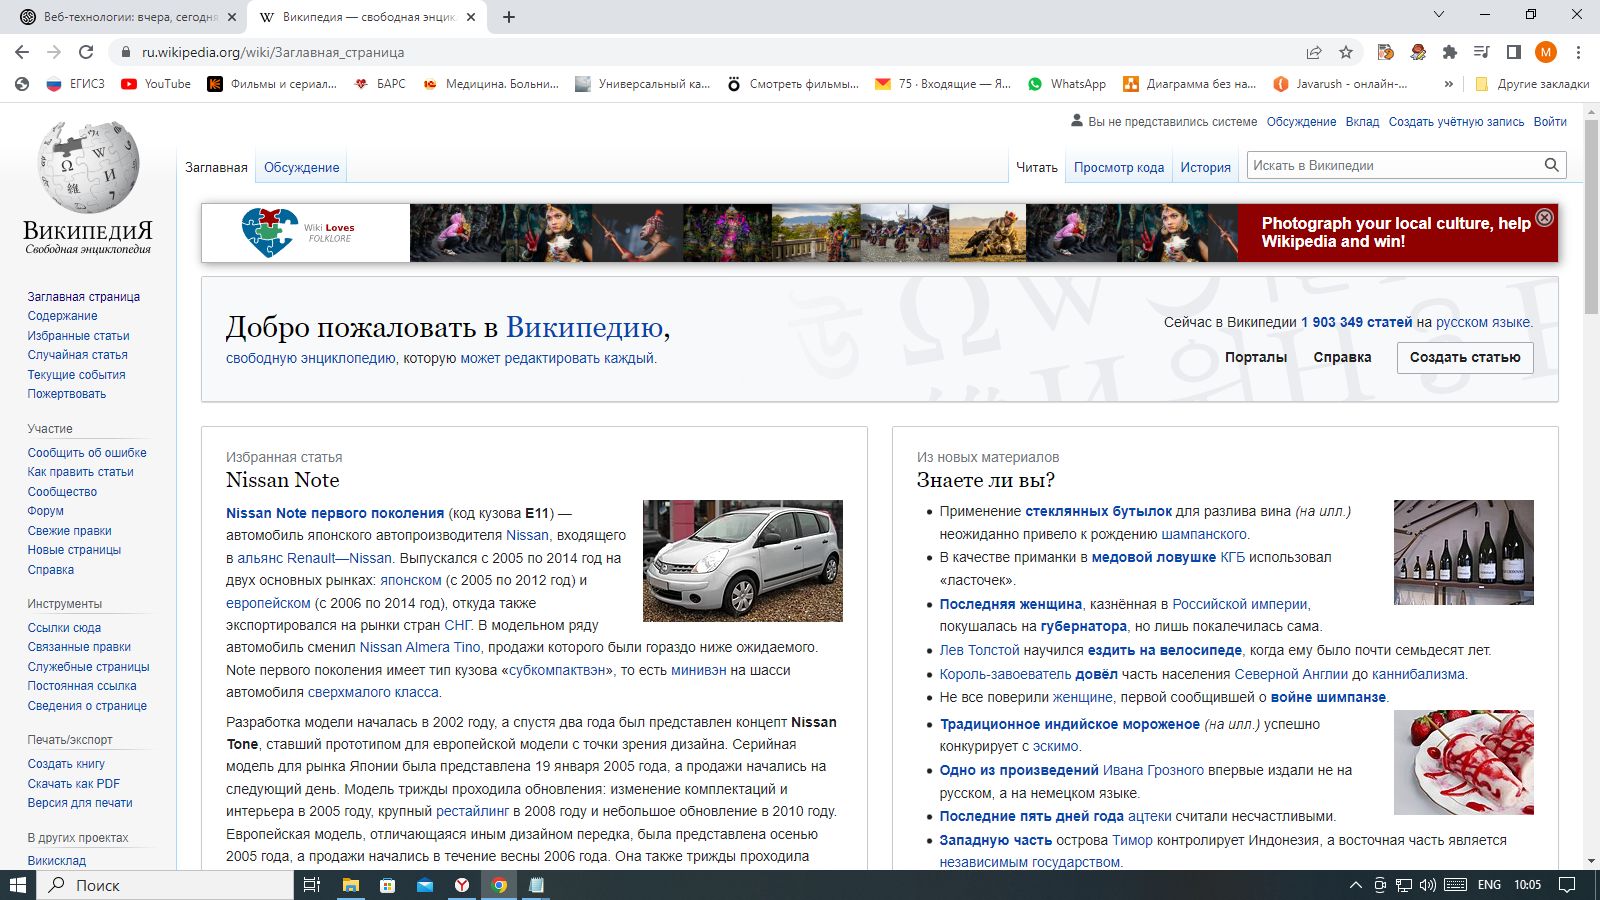 Веб-технологии: вчера, сегодня
Википедия — свободная энцик
ru.wikipedia.org/wiki/Заглавная_страница
М
ЕГИСЗ
YouTube
Фильмы и сериал...
БАРС
Медицина. Больни...
Универсальный ка...
Смотреть фильмы...
75 · Входящие — Я...
WhatsApp
Диаграмма без на...
Javarush - онлайн-...
»
Другие закладки
ВикипедиЯ
Свободная энциклопедия
Вы не представились системе
Обсуждение
Вклад
Создать учётную запись
Войти
Заглавная
Обсуждение
Читать
Просмотр кода
История
Искать в Википедии
Wiki Loves
FOLKLORE
Photograph your local culture, help
Wikipedia and win!
Заглавная страница
Содержание
Избранные статьи
Случайная статья
Текущие события
Пожертвовать
Участие
Сообщить об ошибке
Как править статьи
Сообщество
Форум
Свежие правки
Новые страницы
Справка
Инструменты
Ссылки сюда
Связанные правки
Служебные страницы
Постоянная ссылка
Сведения о странице
Печать/экспорт
Создать книгу
Скачать как PDF
Версия для печати
В других проектах
Викисклад
Добро пожаловать в Википедию,
свободную энциклопедию, которую может редактировать каждый.
Сейчас в Википедии 1 903 349 статей на русском языке.
Порталы
Справка
Создать статью
Избранная статья
Nissan Note
Nissan Note первого поколения (код кузова E11) —
автомобиль японского автопроизводителя Nissan, входящего
в альянс Renault—Nissan. Выпускался с 2005 по 2014 год на
двух основных рынках: японском (с 2005 по 2012 год) и
европейском (с 2006 по 2014 год), откуда также
экспортировался на рынки стран СНГ. В модельном ряду
автомобиль сменил Nissan Almera Tino, продажи которого были гораздо ниже ожидаемого.
Note первого поколения имеет тип кузова «субкомпактвэн», то есть минивэн на шасси
автомобиля сверхмалого класса.
Разработка модели началась в 2002 году, а спустя два года был представлен концепт Nissan
Tone, ставший прототипом для европейской модели с точки зрения дизайна. Серийная
модель для рынка Японии была представлена 19 января 2005 года, а продажи начались на
следующий день. Модель трижды проходила обновления: изменение комплектаций и
интерьера в 2005 году, крупный рестайлинг в 2008 году и небольшое обновление в 2010 году.
Европейская модель, отличающаяся иным дизайном передка, была представлена осенью
2005 года, а продажи начались в течение весны 2006 года. Она также трижды проходила
Из новых материалов
Знаете ли вы?
Применение стеклянных бутылок для разлива вина (на илл.)
неожиданно привело к рождению шампанского.
В качестве приманки в медовой ловушке КГБ использовал
«ласточек».
Последняя женщина, казнённая в Российской империи,
покушалась на губернатора, но лишь покалечилась сама.
Лев Толстой научился ездить на велосипеде, когда ему было почти семьдесят лет.
Король-завоеватель довёл часть населения Северной Англии до каннибализма.
Не все поверили женщине, первой сообщившей о войне шимпанзе.
Традиционное индийское мороженое (на илл.) успешно
конкурирует с эскимо.
Одно из произведений Ивана Грозного впервые издали не на
русском, а на немецком языке.
Последние пять дней года ацтеки считали несчастливыми.
Западную часть острова Тимор контролирует Индонезия, а восточная часть является
независимым государством.
Поиск
ENG
10:05